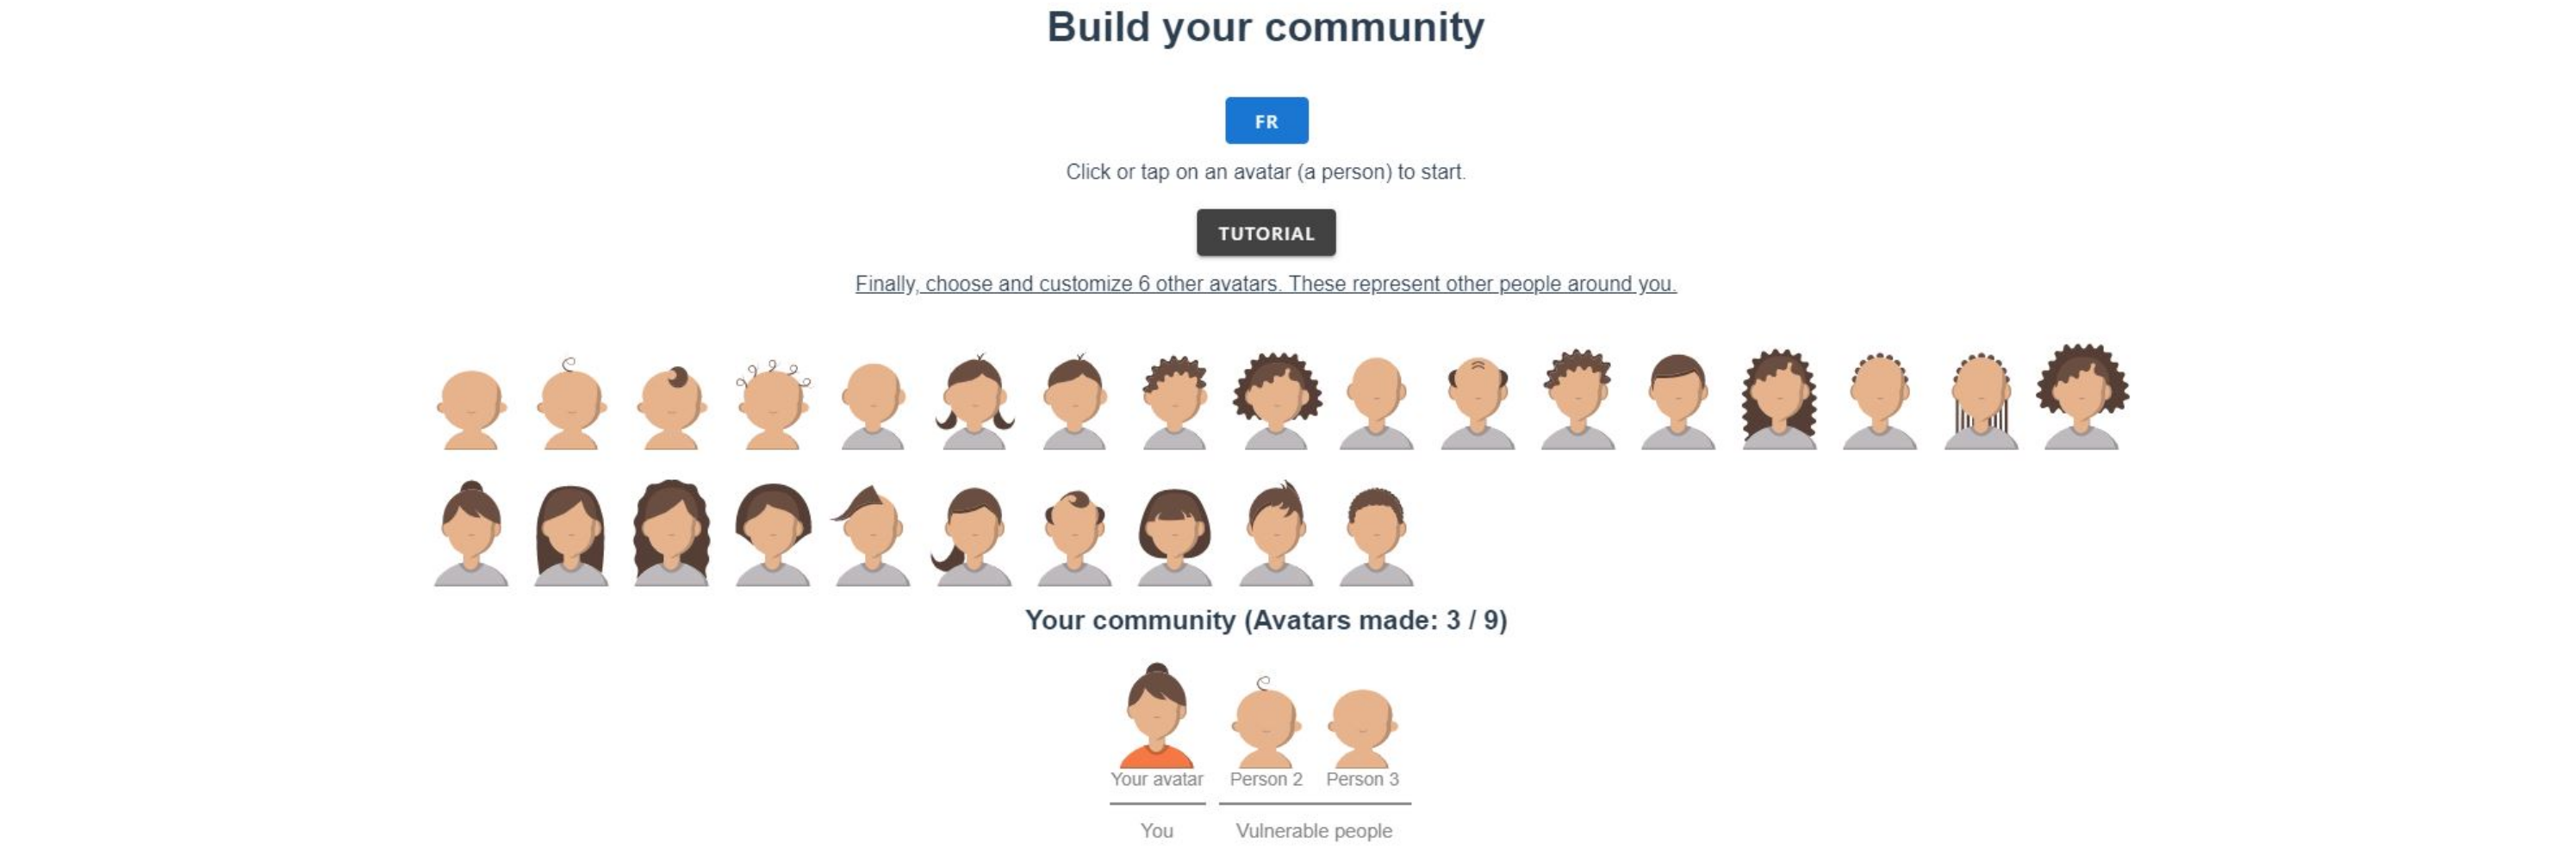 Build your community
FR
Click or tap on an avatar (a person) to start.
TUTORIAL
Finally, choose and customize 6 other avatars. These represent other people around you.
Your community (Avatars made: 3 / 9)
Your avatar Person 2 Person 3
You Vulnerable people